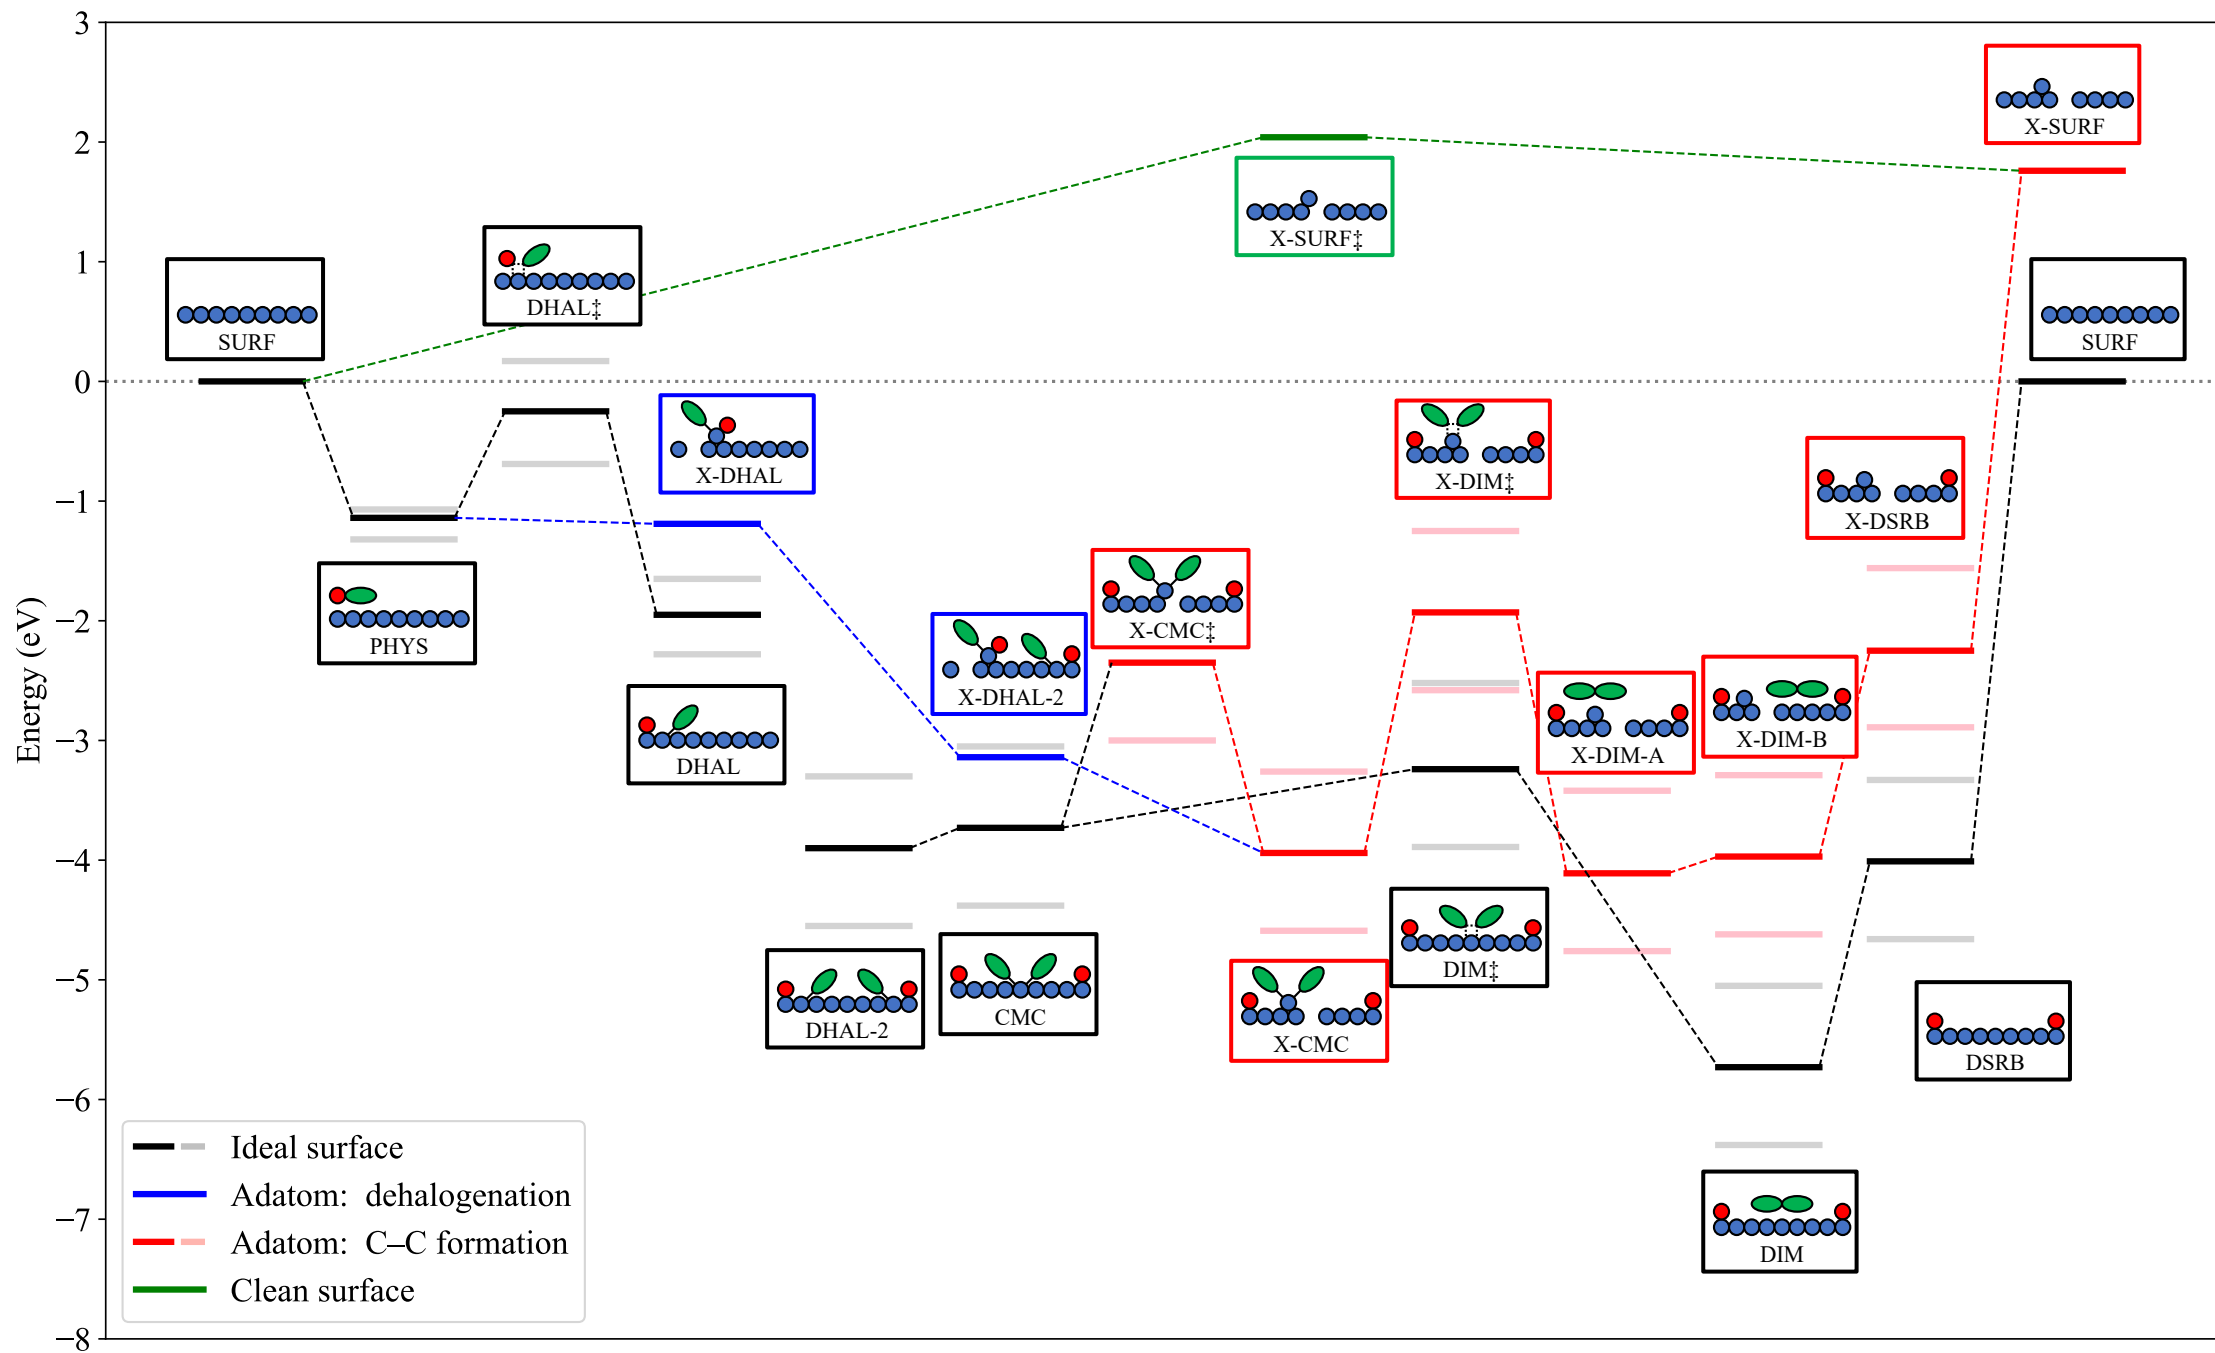 3
2
1
0
−1
−2
−3
−4
−5
−6
−7
−8
Energy (eV)
SURF
PHYS
DHAL‡
X-DHAL
DHAL
DHAL-2
X-DHAL-2
CMC
X-CMC‡
X-SURF‡
X-CMC
X-DIM‡
DIM‡
X-DIM-A
X-DIM-B
DIM
X-DSRB
DSRB
X-SURF
SURF
Ideal surface
Adatom: dehalogenation
Adatom: C–C formation
Clean surface